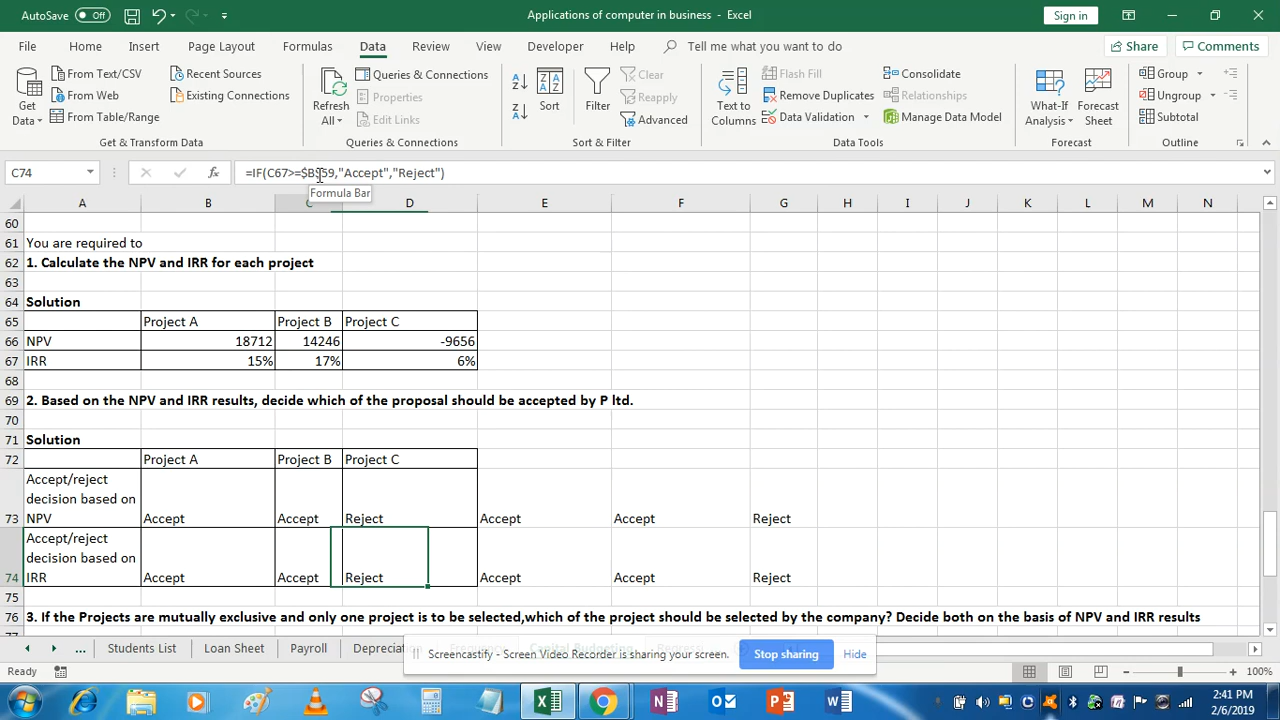 AutoSave Off Applications of computer in business - Excel Sign in
File Home Insert Page Layout Formulas Data Review View Developer Help Tell me what you want to do Share Comments
Get Data From Text/CSV From Web From Table/Range Recent Sources Existing Connections
Refresh All Queries & Connections Properties Edit Links
Sort Filter Clear Reapply Advanced
Text to Columns Flash Fill Remove Duplicates Data Validation Consolidate Relationships Manage Data Model
What-If Analysis Forecast Sheet Group Ungroup Subtotal
Get & Transform Data Queries & Connections Sort & Filter Data Tools Forecast Outline
C74 fx =IF(C67>=$B$59,"Accept","Reject")
Formula Bar
A B C D E F G H I J K L M N
60
61 You are required to
62 1. Calculate the NPV and IRR for each project
63
64 Solution
65 Project A Project B Project C
66 NPV 18712 14246 -9656
67 IRR 15% 17% 6%
68
69 2. Based on the NPV and IRR results, decide which of the proposal should be accepted by P ltd.
70
71 Solution
72 Project A Project B Project C
Accept/reject
decision based on
73 NPV Accept Accept Reject Accept Accept Reject
Accept/reject
decision based on
74 IRR Accept Accept Reject Accept Accept Reject
75
76 3. If the Projects are mutually exclusive and only one project is to be selected,which of the project should be selected by the company? Decide both on the basis of NPV and IRR results
... Students List Loan Sheet Payroll
Screencastify - Screen Video Recorder is sharing your screen. Stop sharing Hide
Ready 100%
2:41 PM
2/6/2019